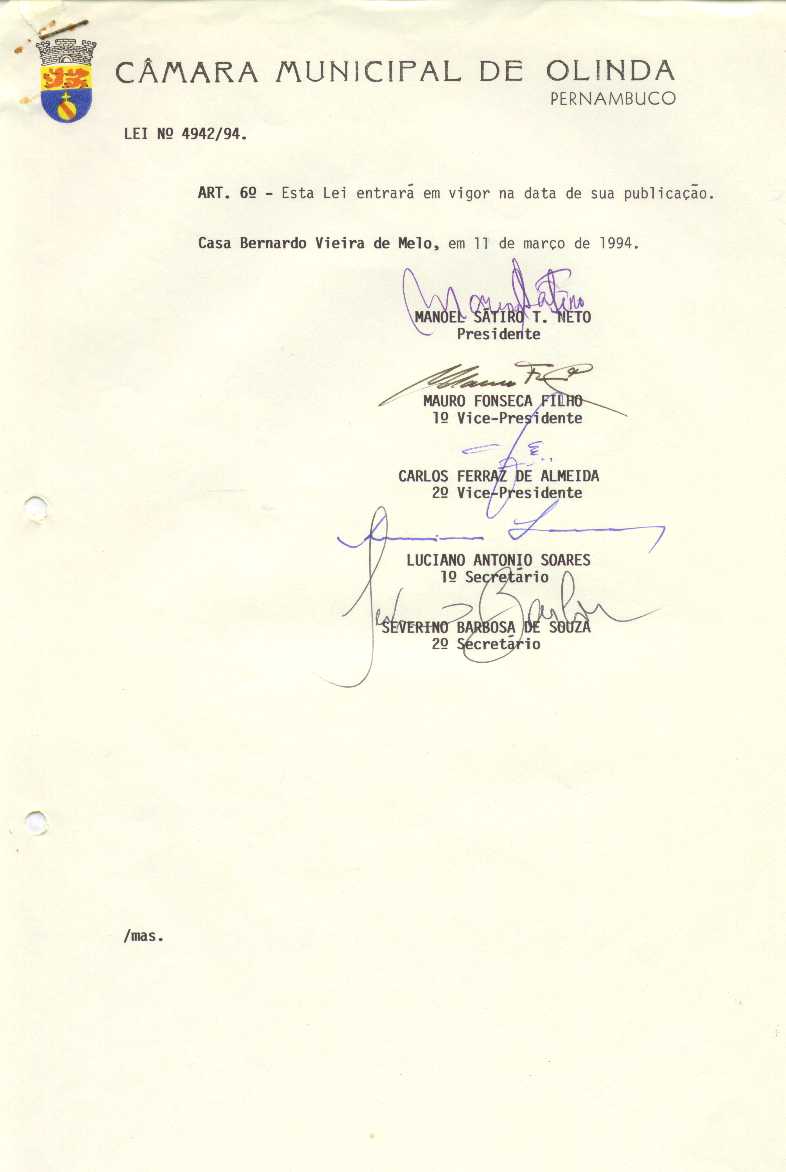 CÂMARA MUNICIPAL DE OLINDA
PERNAMBUCO
LEI Nº 4942/94.
ART. 6º - Esta Lei entrará em vigor na data de sua publicação.
Casa Bernardo Vieira de Melo, em 11 de março de 1994.
MANOEL SÁTIRO T. NETO
Presidente
MAURO FONSECA FILHO
1º Vice-Presidente
CARLOS FERRAZ DE ALMEIDA
2º Vice-Presidente
LUCIANO ANTONIO SOARES
1º Secretário
SEVERINO BARBOSA DE SOUZA
2º Secretário
/mas.